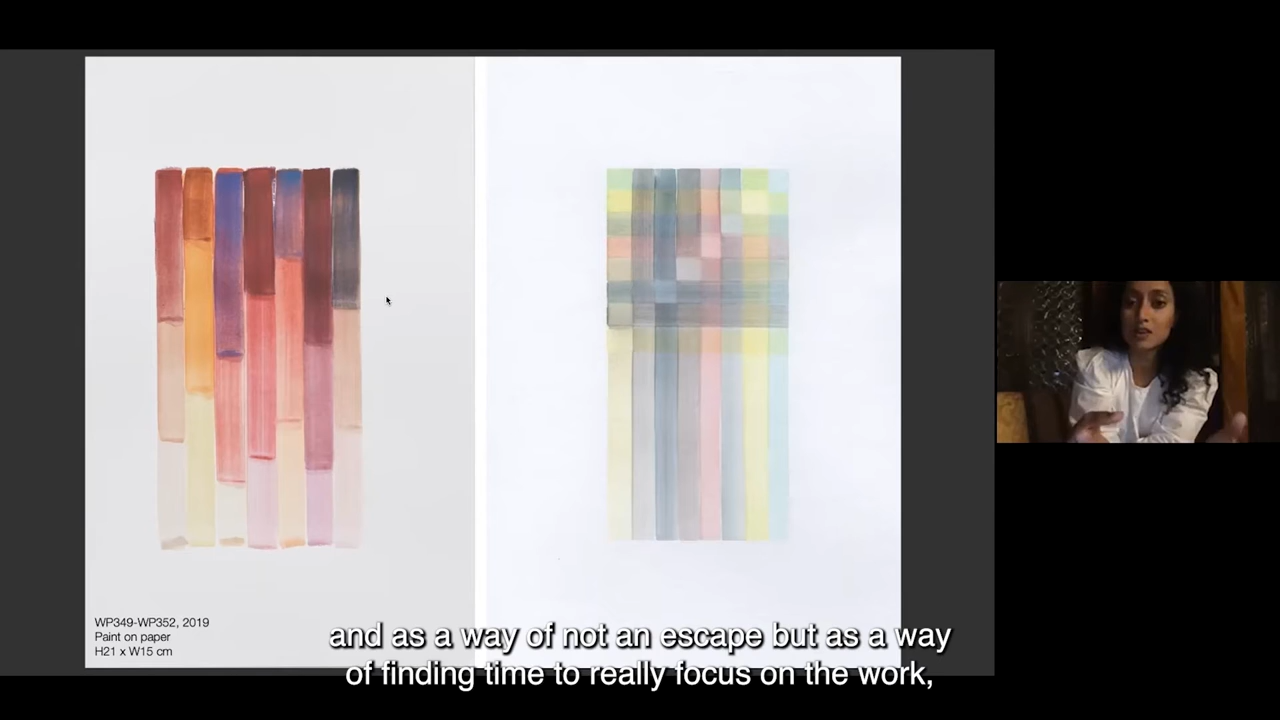 WP349-WP352, 2019
Paint on paper
H21 x W15 cm
and as a way of not an escape but as a way
of finding time to really focus on the work,